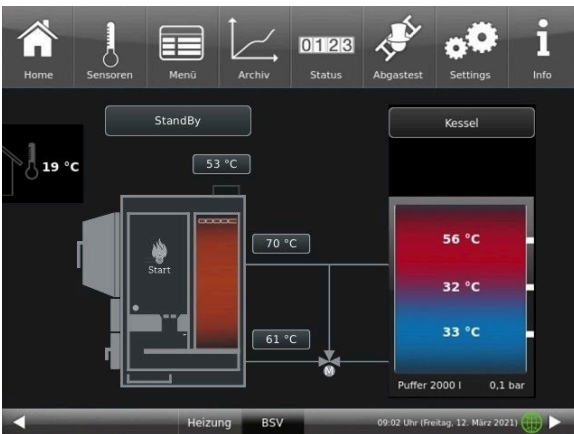 0123
Home Sensoren Menü Archiv Status Abgastest Settings Info
StandBy Kessel
19 °C
53 °C
70 °C
56 °C
Start
32 °C
61 °C
33 °C
M
Puffer 2000 l 0,1 bar
Heizung BSV 09:02 Uhr (Freitag, 12. März 2021)